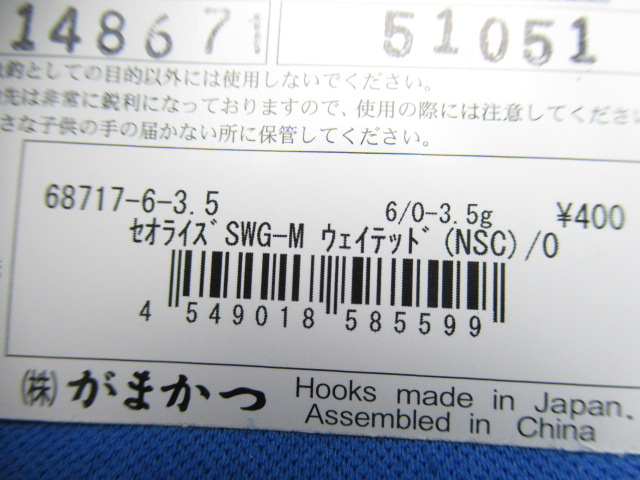 148671 51051
的としての目的以外には使用しないでください。
先は非常に鋭利になっておりますので、使用の際には注意してください
さな子供の手の届かない所に保管してください。
68717-6-3.5 6/0-3.5g ¥400
ｾｵﾗｲｽﾞSWG-M ｳｪｲﾃｯﾄﾞ(NSC)/0
4 549018 585599
㈱がまかつ Hooks made in Japan.
Assembled in China